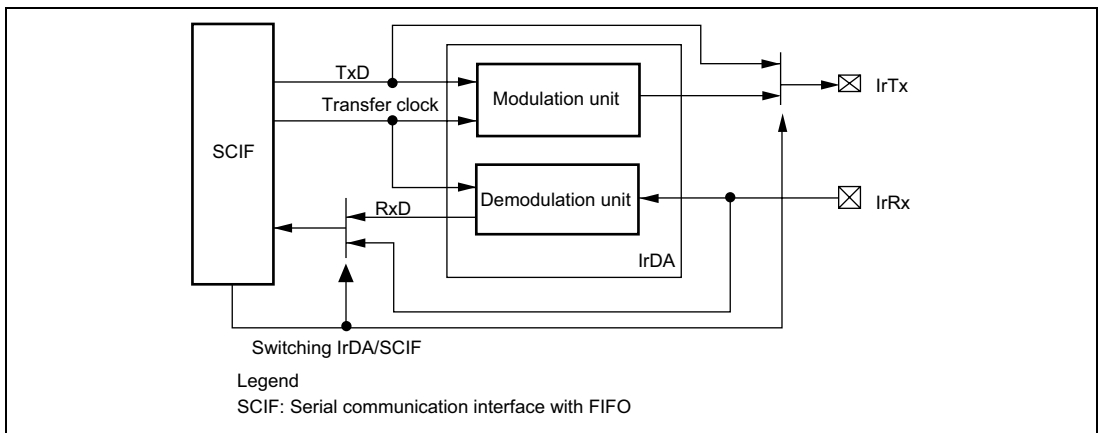 TxD
IrTx
Modulation unit
Transfer clock
SCIF
Demodulation unit
IrRx
RxD
IrDA
Switching IrDA/SCIF
Legend
SCIF: Serial communication interface with FIFO